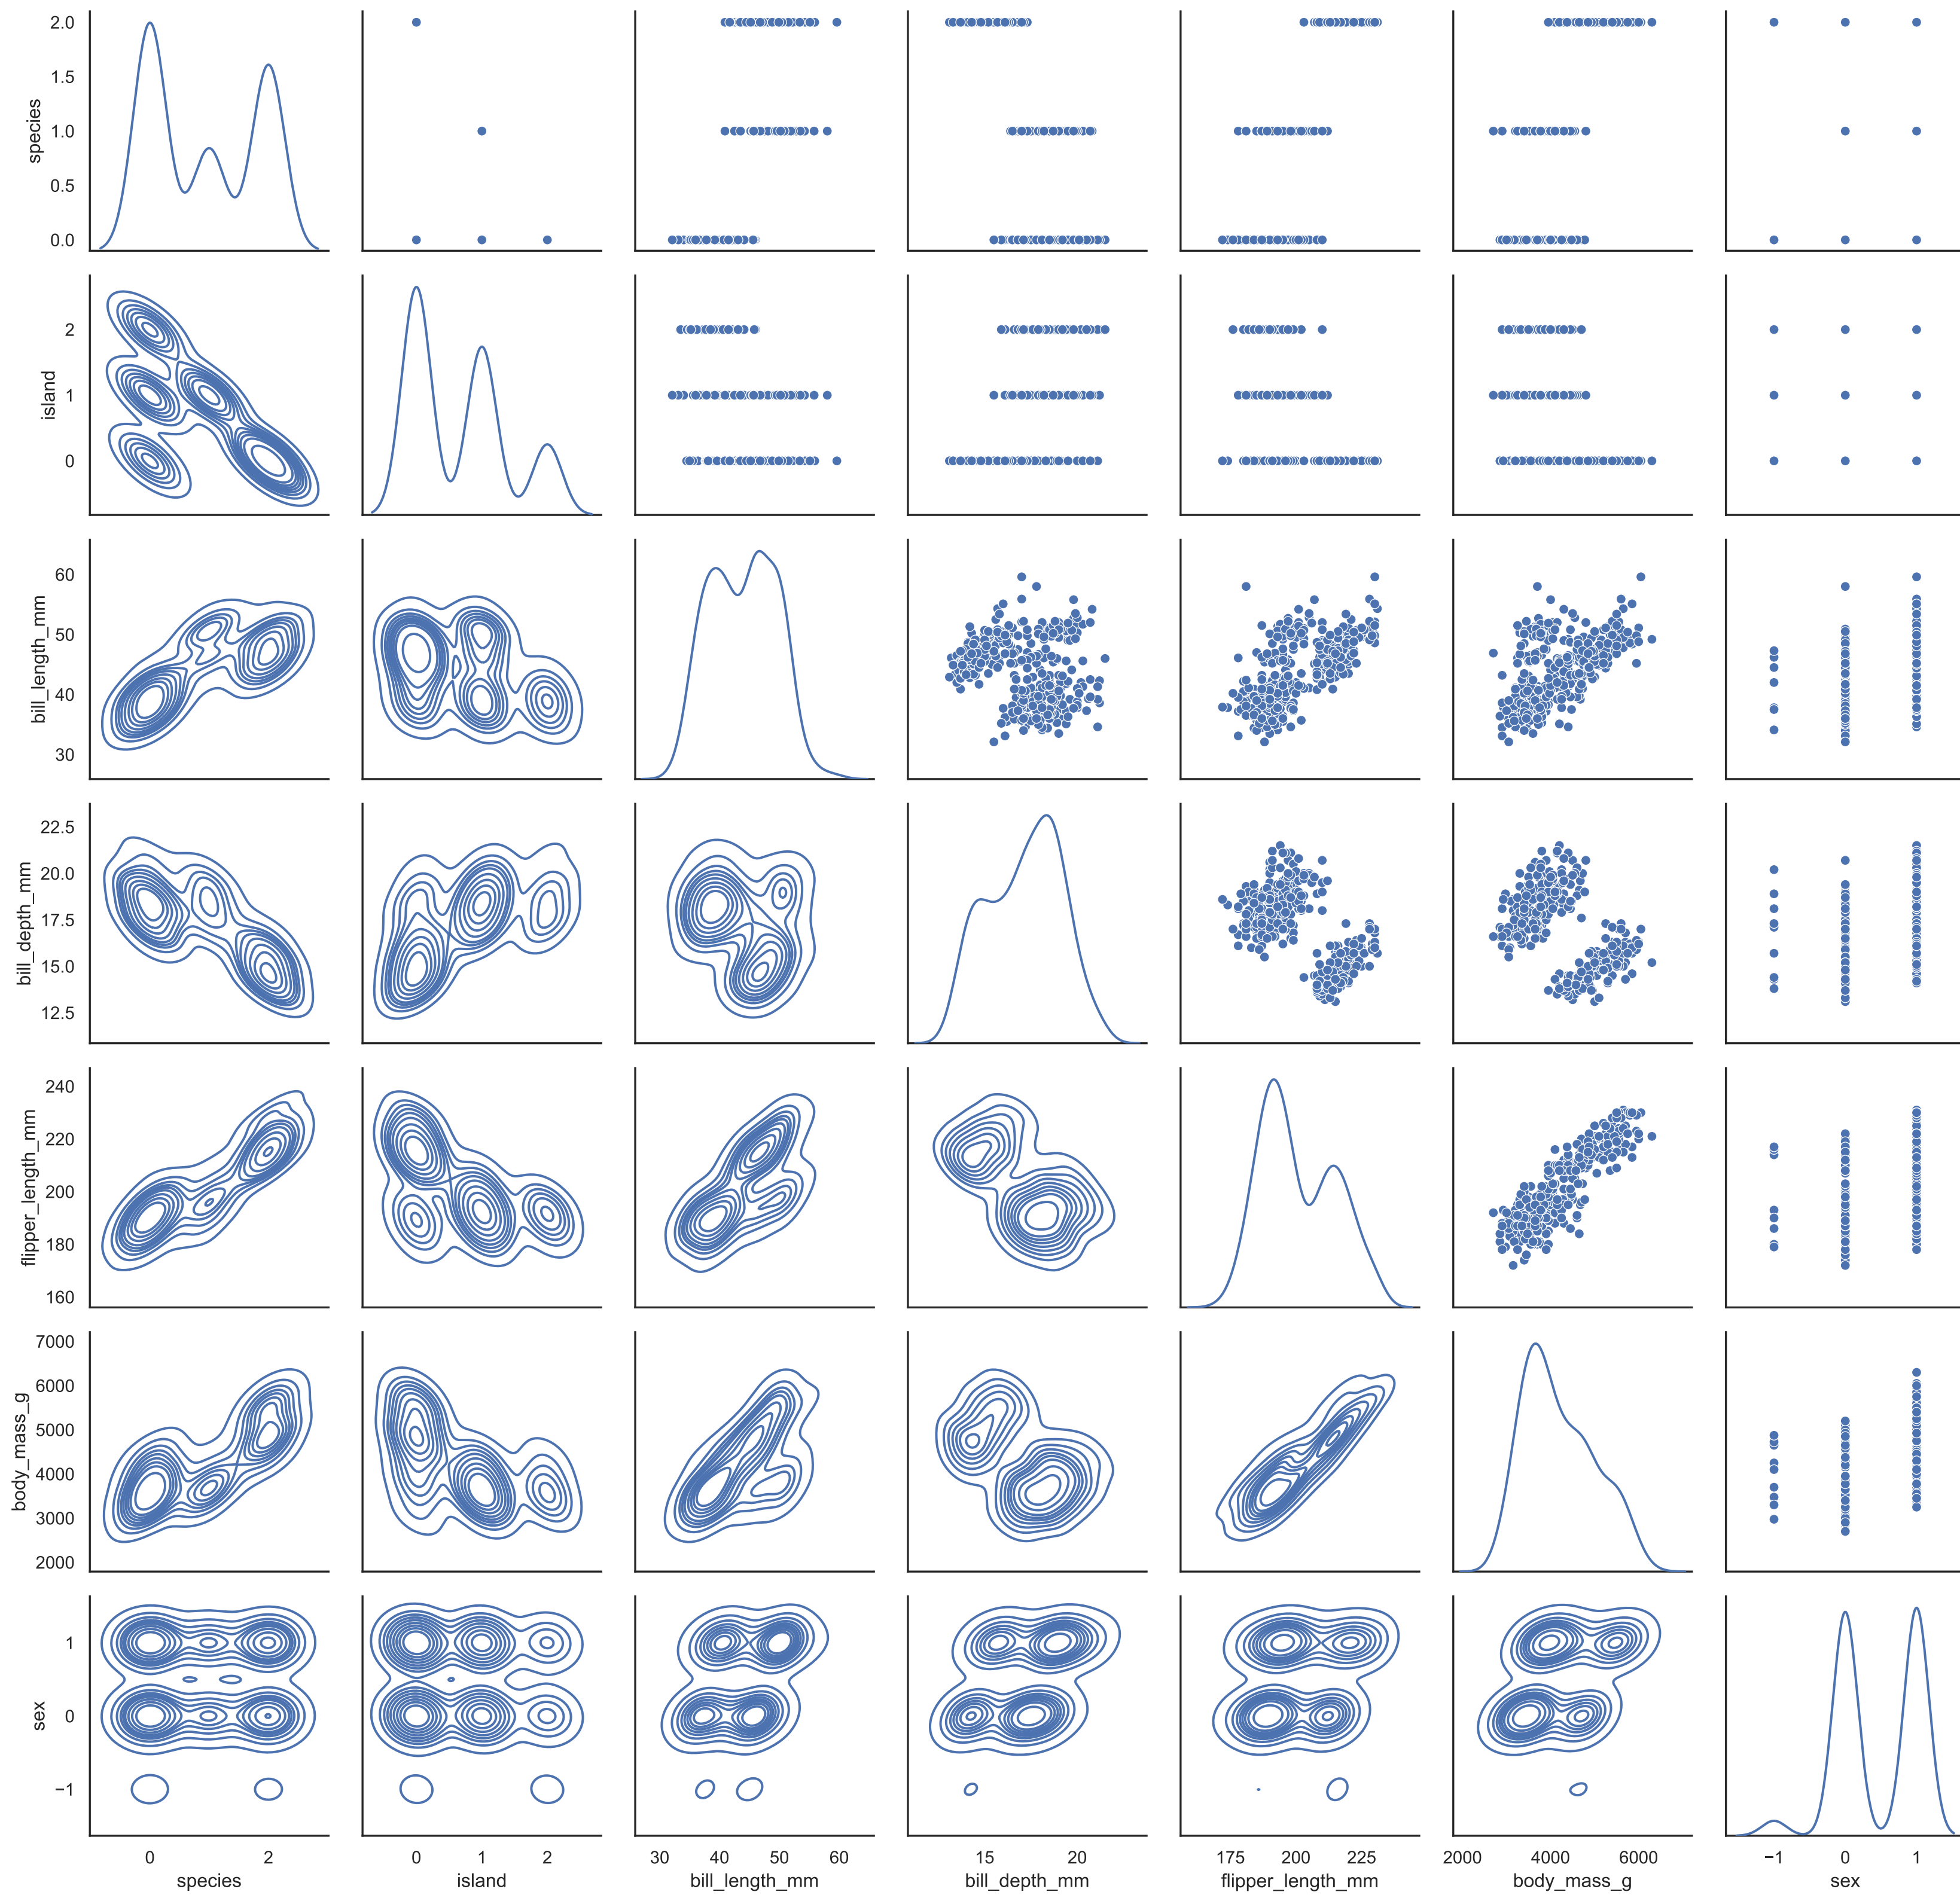 2.0
1.5
1.0
0.5
0.0
species
2
1
0
island
60
50
40
30
bill_length_mm
22.5
20.0
17.5
15.0
12.5
bill_depth_mm
240
220
200
180
160
flipper_length_mm
7000
6000
5000
4000
3000
2000
body_mass_g
1
0
−1
sex
0 2
0 1 2
30 40 50 60
15 20
175 200 225
2000 4000 6000
−1 0 1
species island bill_length_mm bill_depth_mm flipper_length_mm body_mass_g sex